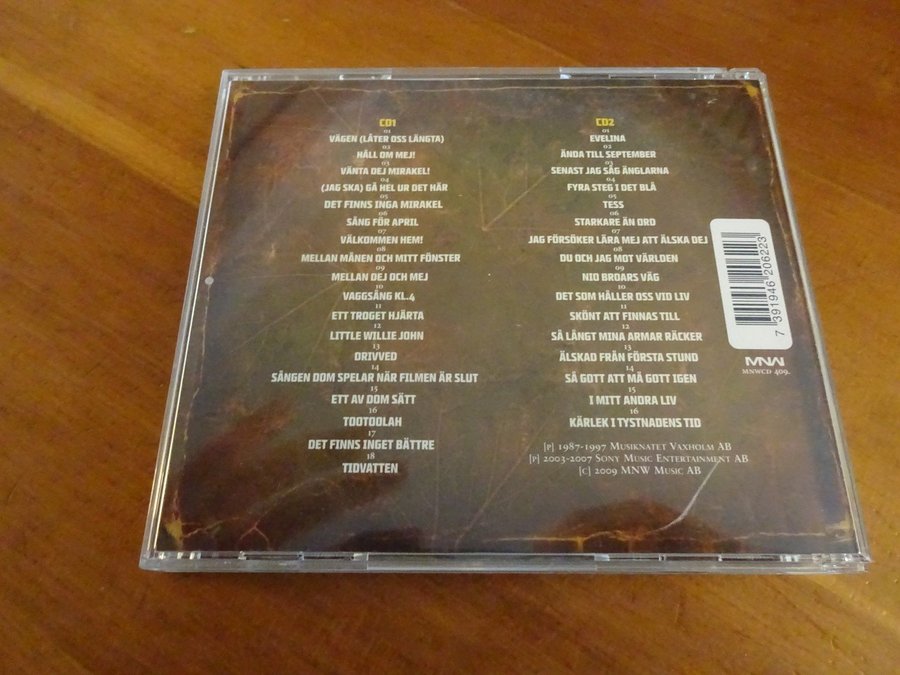 CD1
01
VÄGEN (LÅTER OSS LÄNGTA)
02
HÅLL OM MEJ!
03
VÄNTA DEJ MIRAKEL!
04
(JAG SKA) GÅ HEL UR DET HÄR
05
DET FINNS INGA MIRAKEL
06
SÅNG FÖR APRIL
07
VÄLKOMMEN HEM!
08
MELLAN MÅNEN OCH MITT FÖNSTER
09
MELLAN DEJ OCH MEJ
10
VAGGSÅNG KL.4
11
ETT TROGET HJÄRTA
12
LITTLE WILLIE JOHN
13
DRIVVED
14
SÅNGEN DOM SPELAR NÄR FILMEN ÄR SLUT
15
ETT AV DOM SÄTT
16
TOOTOOLAH
17
DET FINNS INGET BÄTTRE
18
TIDVATTEN
CD2
01
EVELINA
02
ÄNDA TILL SEPTEMBER
03
SENAST JAG SÅG ÄNGLARNA
04
FYRA STEG I DET BLÅ
05
TESS
06
STARKARE ÄN ORD
07
JAG FÖRSÖKER LÄRA MEJ ATT ÄLSKA DEJ
08
DU OCH JAG MOT VÄRLDEN
09
NIO BROARS VÄG
10
DET SOM HÅLLER OSS VID LIV
11
SKÖNT ATT FINNAS TILL
12
SÅ LÅNGT MINA ARMAR RÄCKER
13
ÄLSKAD FRÅN FÖRSTA STUND
14
SÅ GOTT ATT MÅ GOTT IGEN
15
I MITT ANDRA LIV
16
KÄRLEK I TYSTNADENS TID
[P] 1987-1997 MUSIKNATET VAXHOLM AB
[P] 2003-2007 SONY MUSIC ENTERTAINMENT AB
[C] 2009 MNW MUSIC AB
7 391946 206223
MNW
MNWCD 409.